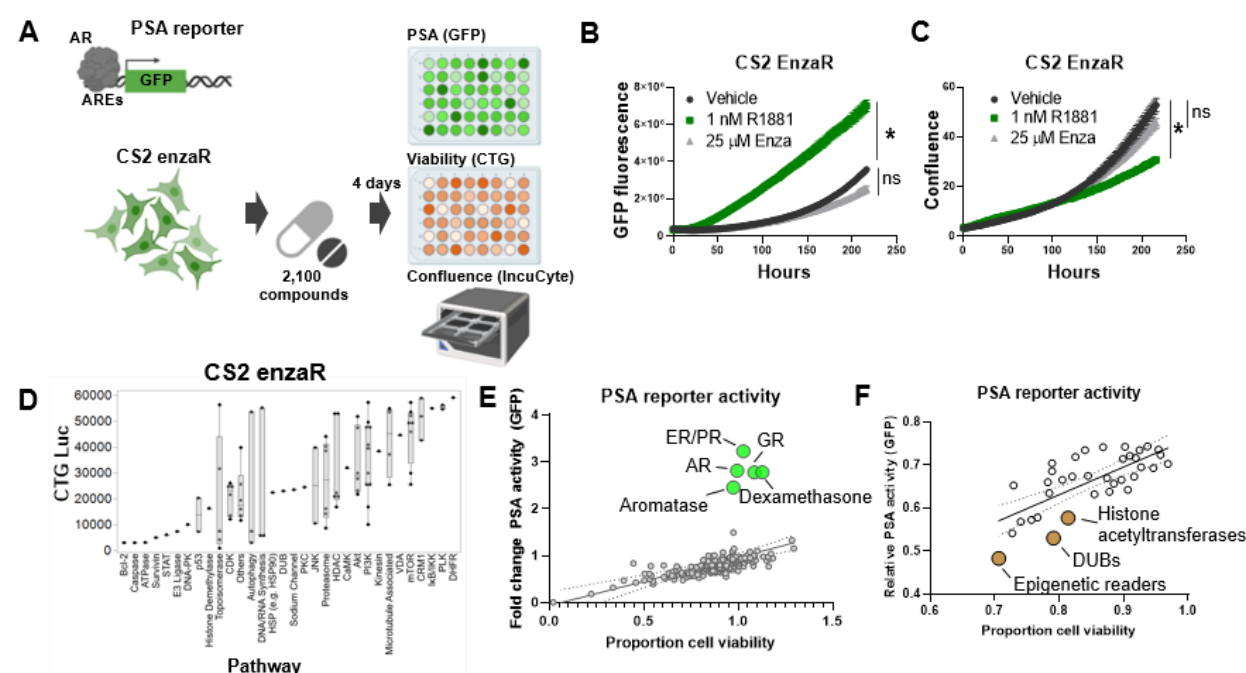 A
PSA reporter
AR
GFP
AREs
CS2 enzaR
2,100
compounds
4 days
PSA (GFP)
Viability (CTG)
Confluence (IncuCyte)
B
CS2 EnzaR
GFP fluorescence
8×10⁶
6×10⁶
4×10⁶
2×10⁶
0
Vehicle
1 nM R1881
25 µM Enza
*
ns
0 50 100 150 200 250
Hours
C
CS2 EnzaR
Confluence
60
40
20
0
Vehicle
1 nM R1881
25 µM Enza
*
ns
0 50 100 150 200 250
Hours
D
CS2 enzaR
CTG Luc
60000
50000
40000
30000
20000
10000
0
Bcl-2
Caspase
ATPase
Survivin
STAT
E3 Ligase
DNA-PK
p53
Histone Demethylase
Topoisomerase
CDK
Others
Autophagy
DNA/RNA Synthesis
HSP (e.g. HSP90)
DUB
Sodium Channel
PKC
JNK
Proteasome
HDAC
CaMK
Akt
PI3K
Kinesin
Microtubule Associated
VDA
mTOR
CRM1
IκB/IKK
PLK
DHFR
Pathway
E
PSA reporter activity
Fold change PSA activity (GFP)
4
3
2
1
0
ER/PR
GR
AR
Dexamethasone
Aromatase
0.0 0.5 1.0 1.5
Proportion cell viability
F
PSA reporter activity
Relative PSA activity (GFP)
0.8
0.7
0.6
0.5
0.4
Histone
acetyltransferases
DUBs
Epigenetic readers
0.6 0.7 0.8 0.9 1.0
Proportion cell viability